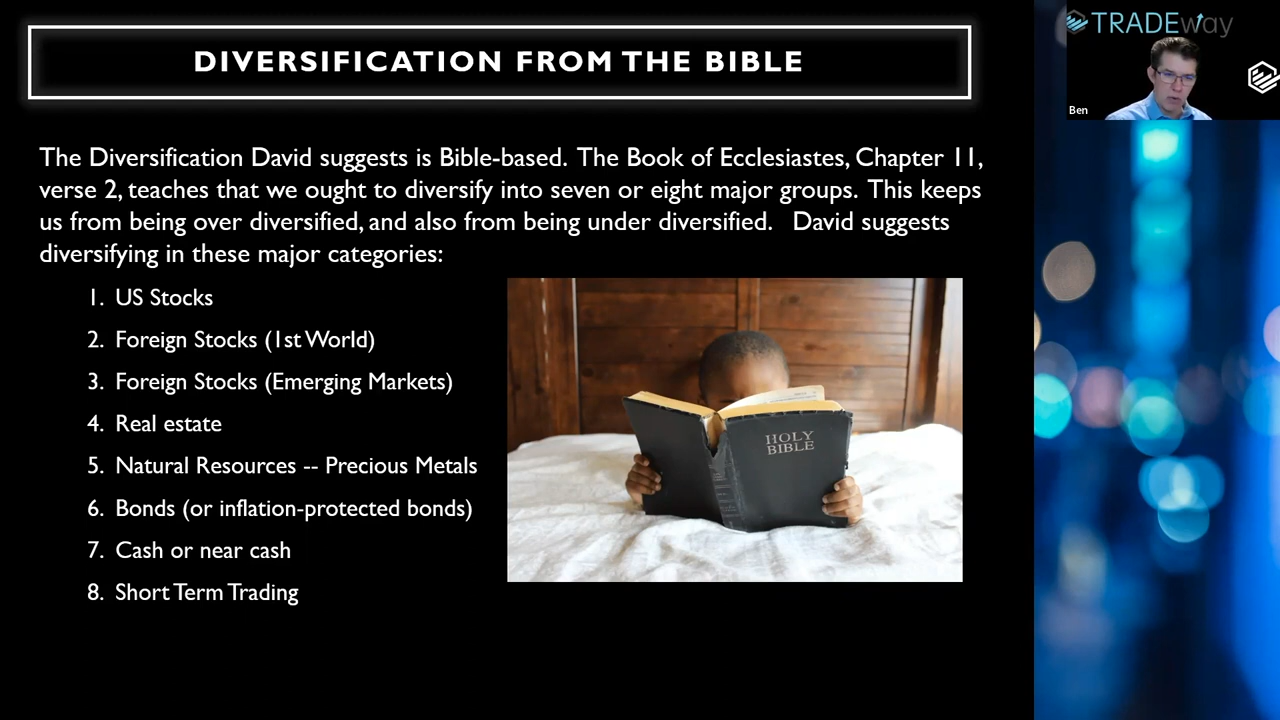 DIVERSIFICATION FROM THE BIBLE
The Diversification David suggests is Bible-based. The Book of Ecclesiastes, Chapter 11,
verse 2, teaches that we ought to diversify into seven or eight major groups. This keeps
us from being over diversified, and also from being under diversified. David suggests
diversifying in these major categories:
1. US Stocks
2. Foreign Stocks (1st World)
3. Foreign Stocks (Emerging Markets)
4. Real estate
5. Natural Resources -- Precious Metals
6. Bonds (or inflation-protected bonds)
7. Cash or near cash
8. Short Term Trading
HOLY
BIBLE
TRADEway
Ben